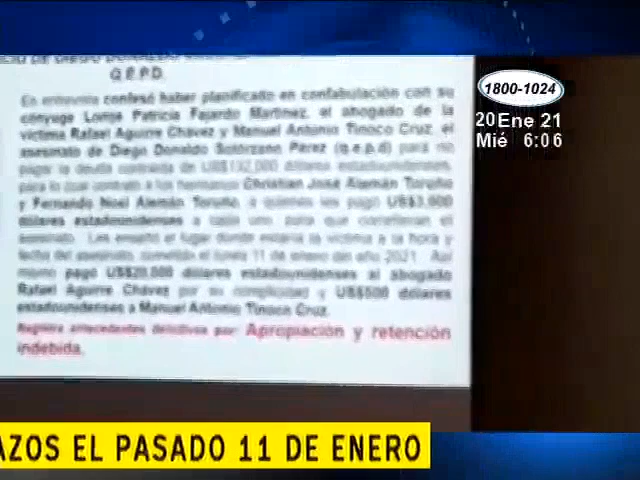 Q.E.P.D.
En entrevista confesó haber planificado en confabulación con su
cónyuge Patricia Fajardo Martínez, el abogado de la
víctima Rafael Aguirre Chávez y Manuel Antonio Tinoco Cruz, el
asesinato de Diego Donaldo Solórzano Pérez (q.e.p.d) para no
pagar la deuda contraída de US$132,000 dólares estadounidenses,
para lo cual contrató a los hermanos Christian José Alemán Toruño
y Fernando Noel Alemán Toruño, a quienes les pagó US$3,000
dólares estadounidenses a cada uno para que cometieran el
asesinato. Les enseñó el lugar donde estaría la víctima a la hora y
fecha del asesinato, cometido el lunes 11 de enero del año 2021. Así
mismo pagó US$20,000 dólares estadounidenses al abogado
Rafael Aguirre Chávez por su complicidad y US$500 dólares
estadounidenses a Manuel Antonio Tinoco Cruz.
Registra antecedentes delictivos por: Apropiación y retención
indebida.
1800-1024
20 Ene 21
Mié 6:06
AZOS EL PASADO 11 DE ENERO